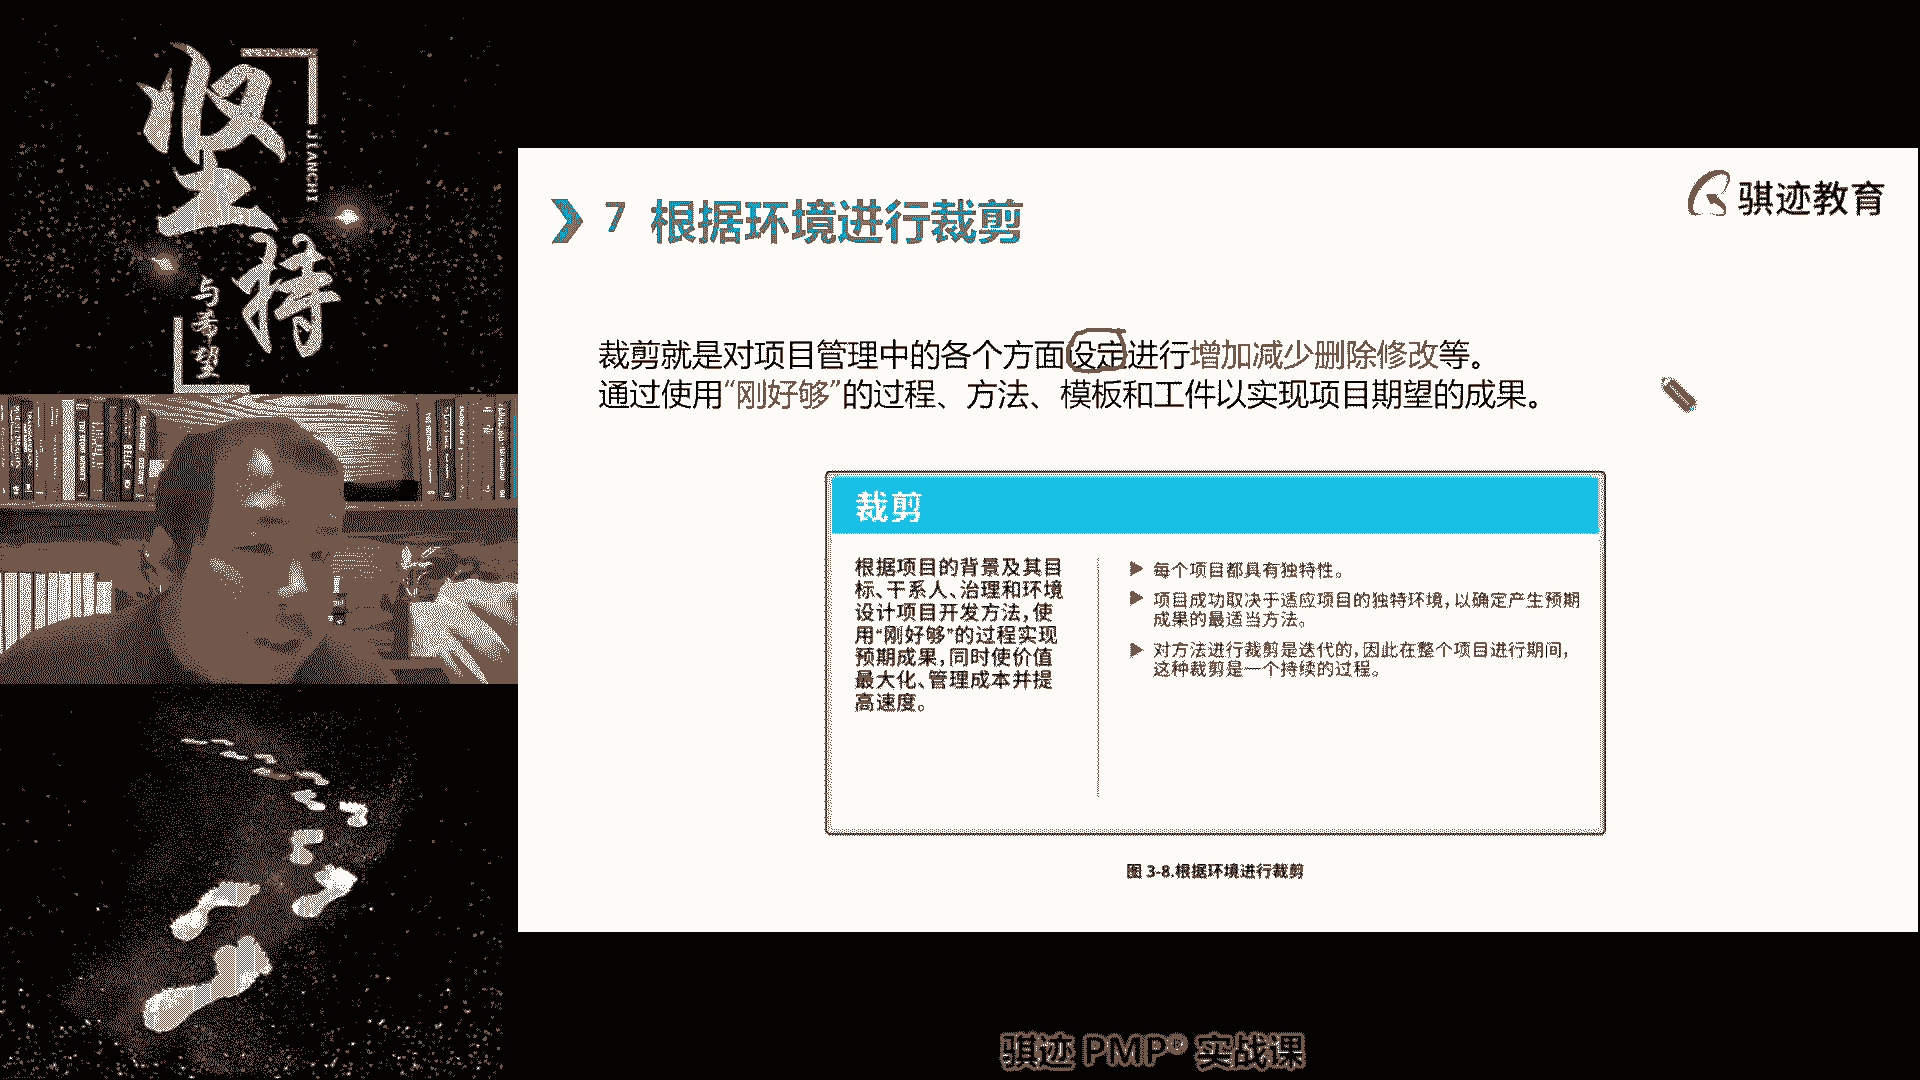 坚持
JIANCHI
与希望
骐迹教育
7 根据环境进行裁剪
裁剪就是对项目管理中的各个方面设定进行增加减少删除修改等。
通过使用“刚好够”的过程、方法、模板和工件以实现项目期望的成果。
裁剪
根据项目的背景及其目
标、干系人、治理和环境
设计项目开发方法，使
用“刚好够”的过程实现
预期成果，同时使价值
最大化、管理成本并提
高速度。
每个项目都具有独特性。
项目成功取决于适应项目的独特环境，以确定产生预期
成果的最适当方法。
对方法进行裁剪是迭代的，因此在整个项目进行期间，
这种裁剪是一个持续的过程。
图 3-8.根据环境进行裁剪
骐迹 PMP® 实战课